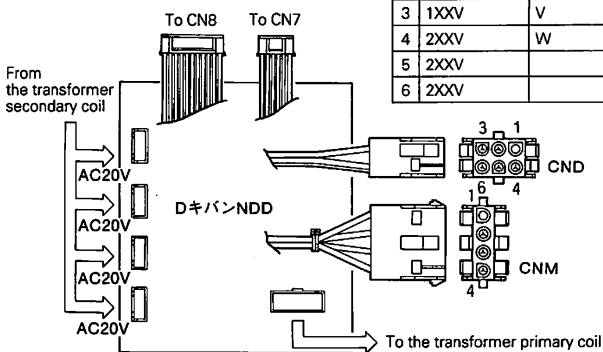 To CN8
To CN7
3 1XXV V
4 2XXV W
5 2XXV
6 2XXV
From
the transformer
secondary coil
AC20V
AC20V
AC20V
AC20V
DキバンNDD
3 1
6 4
CND
1
4
CNM
To the transformer primary coil